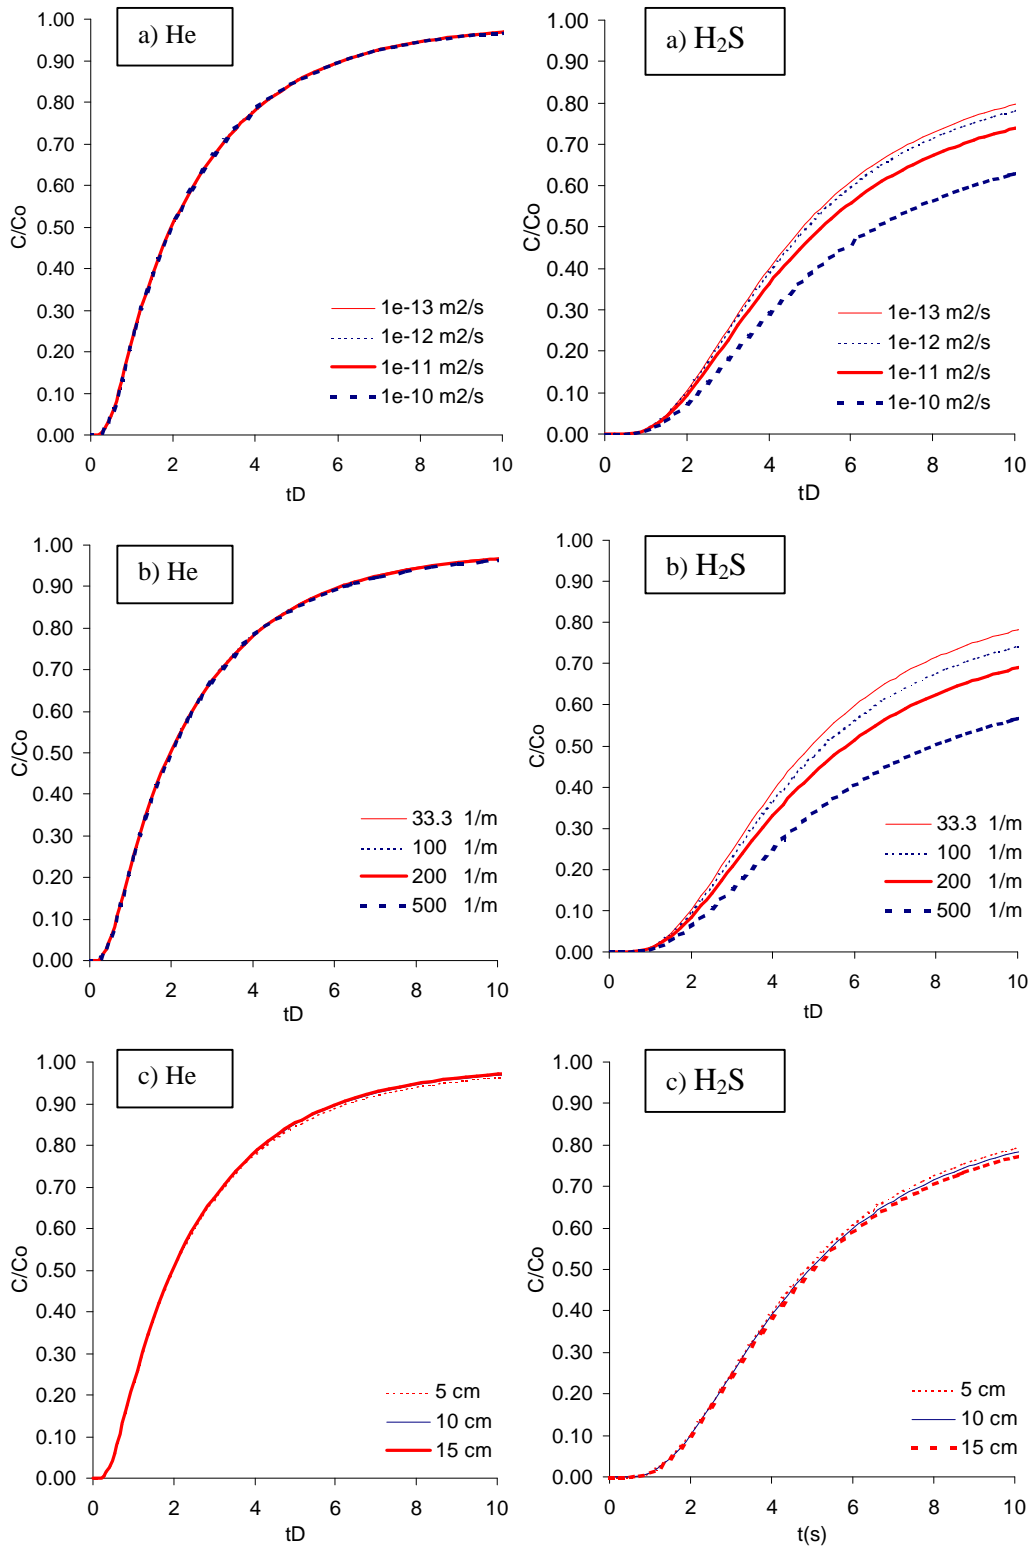 a) He
1.00
0.90
0.80
0.70
0.60
0.50
0.40
0.30
0.20
0.10
0.00
C/Co
1e-13 m2/s
1e-12 m2/s
1e-11 m2/s
1e-10 m2/s
0 2 4 6 8 10
tD
a) H₂S
1.00
0.90
0.80
0.70
0.60
0.50
0.40
0.30
0.20
0.10
0.00
C/Co
1e-13 m2/s
1e-12 m2/s
1e-11 m2/s
1e-10 m2/s
0 2 4 6 8 10
tD
b) He
1.00
0.90
0.80
0.70
0.60
0.50
0.40
0.30
0.20
0.10
0.00
C/Co
33.3 1/m
100 1/m
200 1/m
500 1/m
0 2 4 6 8 10
tD
b) H₂S
1.00
0.90
0.80
0.70
0.60
0.50
0.40
0.30
0.20
0.10
0.00
C/Co
33.3 1/m
100 1/m
200 1/m
500 1/m
0 2 4 6 8 10
tD
c) He
1.00
0.90
0.80
0.70
0.60
0.50
0.40
0.30
0.20
0.10
0.00
C/Co
5 cm
10 cm
15 cm
0 2 4 6 8 10
tD
c) H₂S
1.00
0.90
0.80
0.70
0.60
0.50
0.40
0.30
0.20
0.10
0.00
C/Co
5 cm
10 cm
15 cm
0 2 4 6 8 10
t(s)